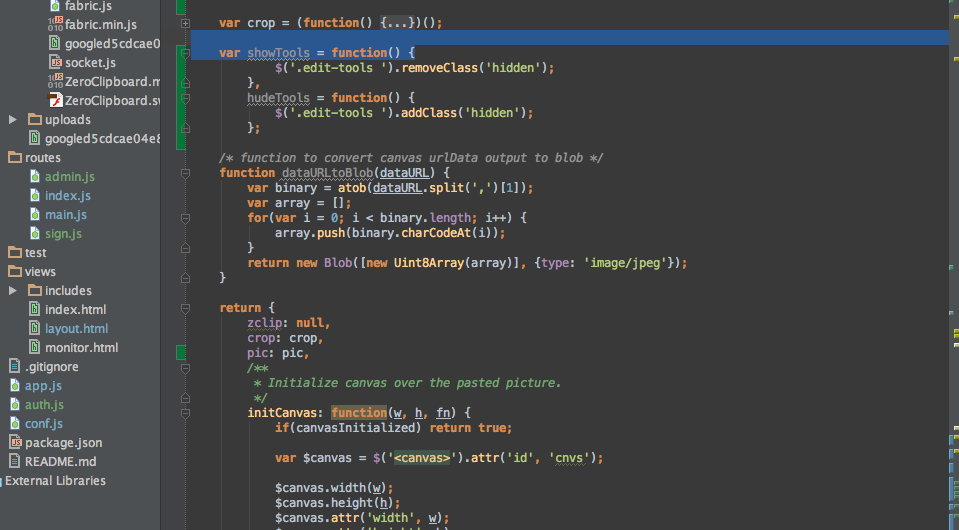 fabric.js
fabric.min.js
googled5cdcae0
socket.js
ZeroClipboard.m
ZeroClipboard.sw
uploads
googled5cdcae04e8
routes
admin.js
index.js
main.js
sign.js
test
views
includes
index.html
layout.html
monitor.html
.gitignore
app.js
auth.js
conf.js
package.json
README.md
External Libraries
var crop = (function() {...})();
var showTools = function() {
$('.edit-tools ').removeClass('hidden');
},
hudeTools = function() {
$('.edit-tools ').addClass('hidden');
};
/* function to convert canvas urlData output to blob */
function dataURLtoBlob(dataURL) {
var binary = atob(dataURL.split(',')[1]);
var array = [];
for(var i = 0; i < binary.length; i++) {
array.push(binary.charCodeAt(i));
}
return new Blob([new Uint8Array(array)], {type: 'image/jpeg'});
}
return {
zclip: null,
crop: crop,
pic: pic,
/**
* Initialize canvas over the pasted picture.
*/
initCanvas: function(w, h, fn) {
if(canvasInitialized) return true;
var $canvas = $('<canvas>').attr('id', 'cnvs');
$canvas.width(w);
$canvas.height(h);
$canvas.attr('width', w);